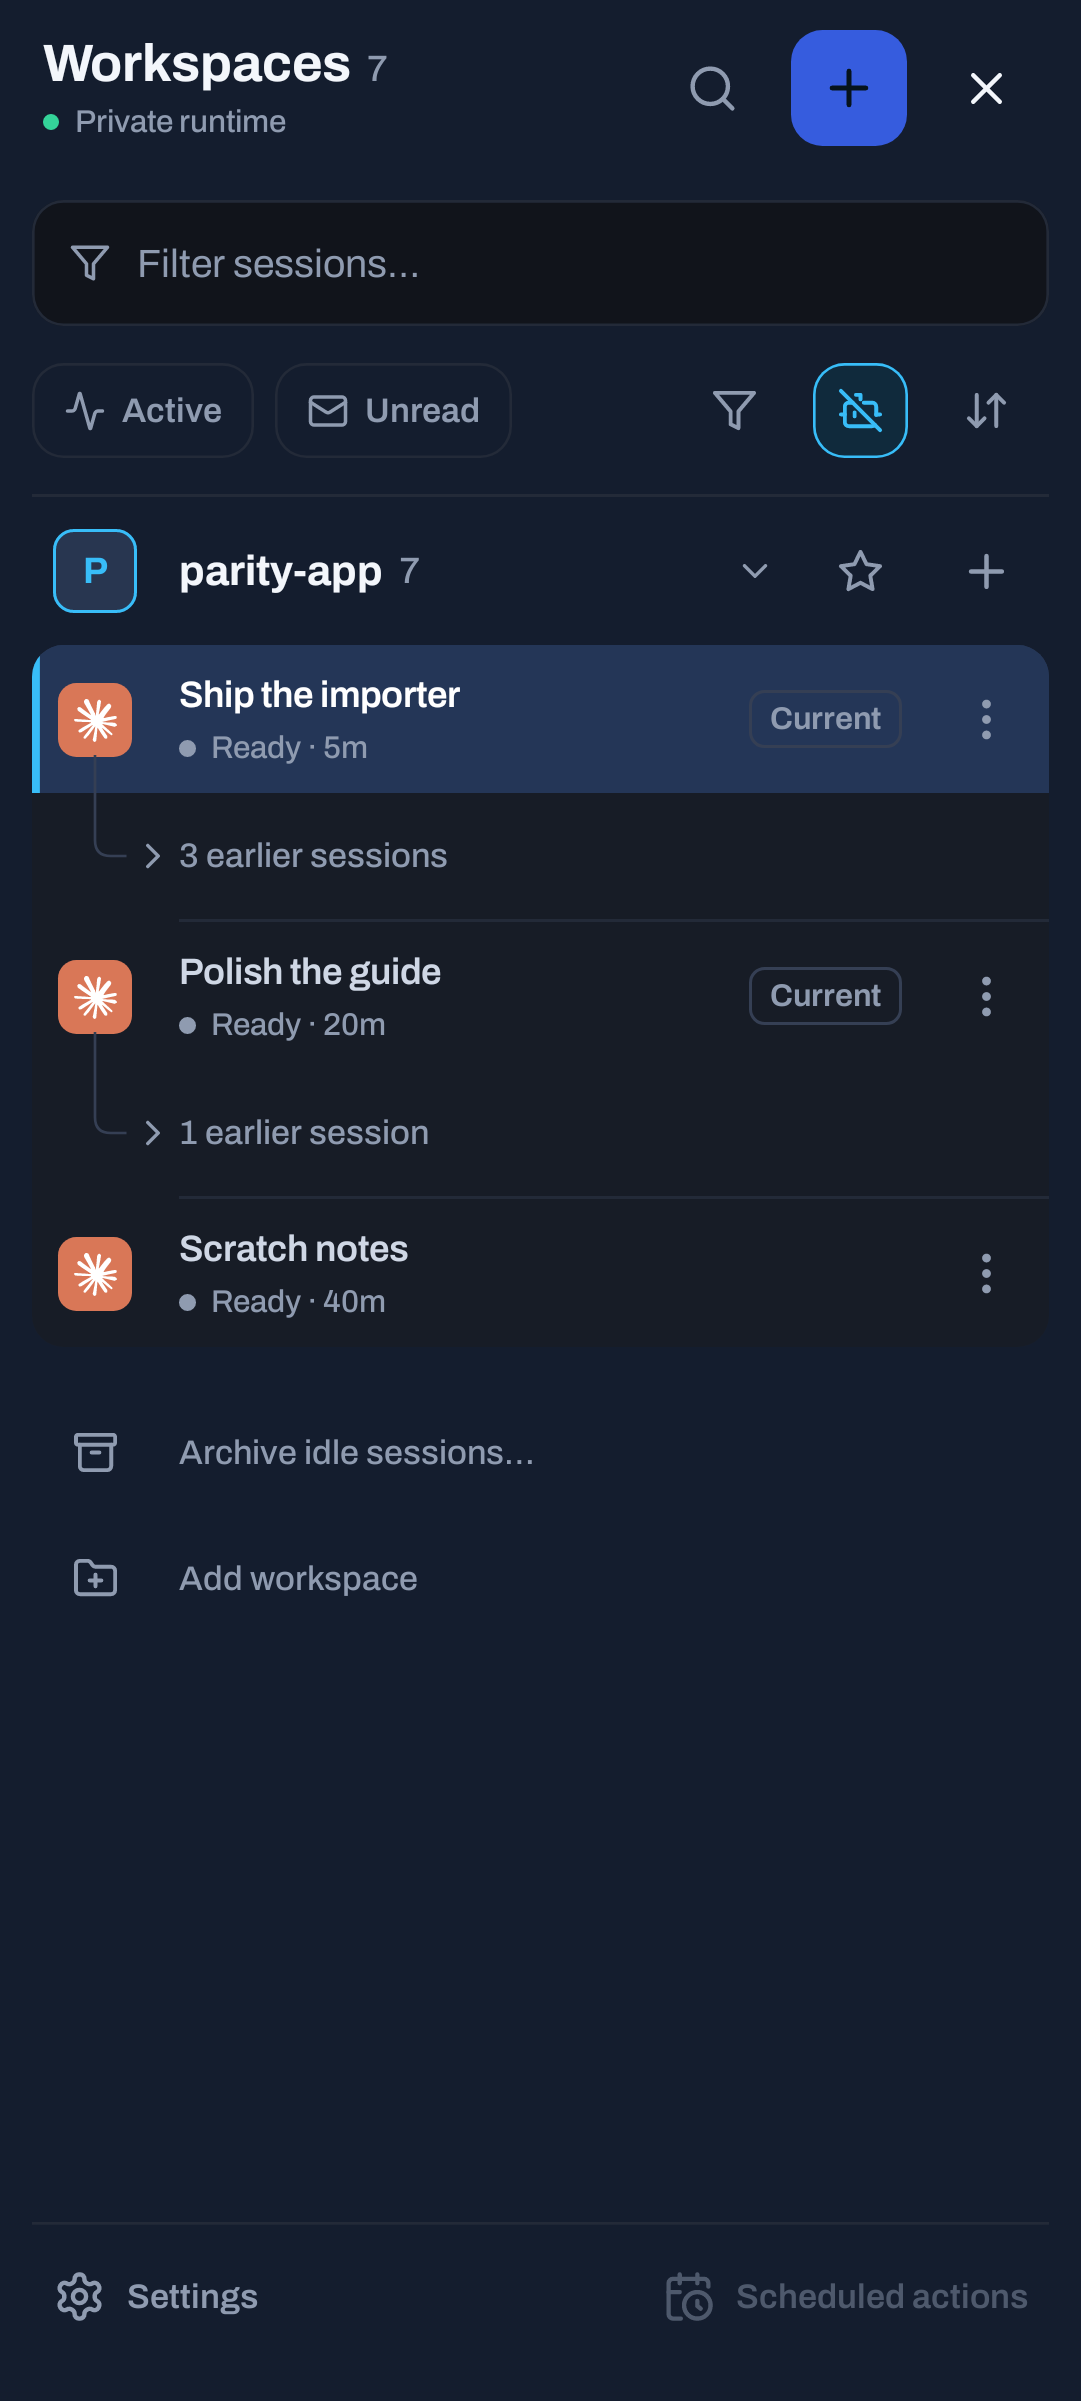 Workspaces 7
Private runtime
Filter sessions...
Active
Unread
P
parity-app 7
Ship the importer
Ready · 5m
Current
3 earlier sessions
Polish the guide
Ready · 20m
Current
1 earlier session
Scratch notes
Ready · 40m
Archive idle sessions...
Add workspace
Settings
Scheduled actions